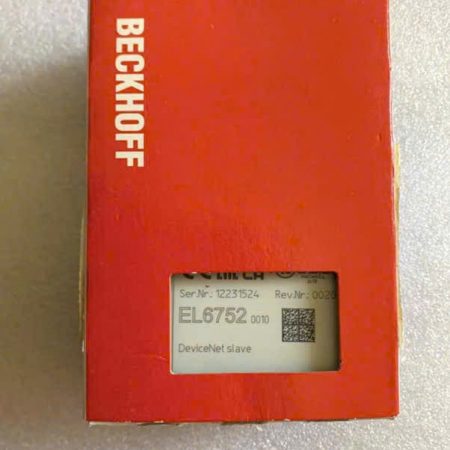 BECKHOFF
Ser.Nr. 12231524 Rev.Nr. 0020
EL6752 0010
DeviceNet slave